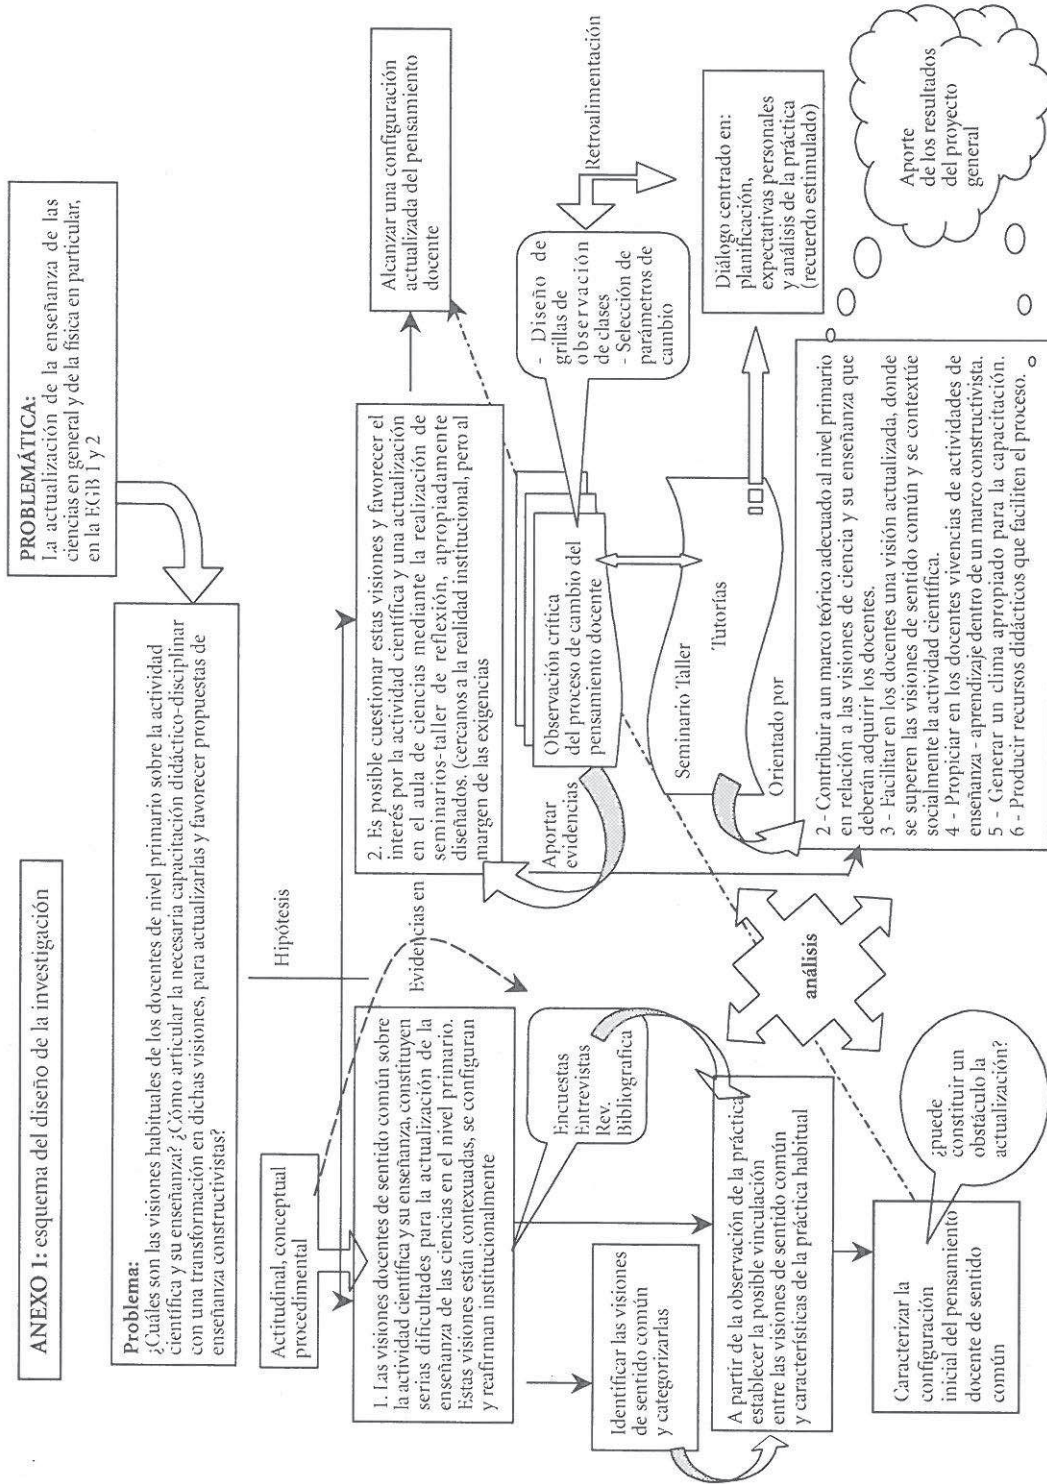 ANEXO 1: esquema del diseño de la investigación
PROBLEMÁTICA:
La actualización de la enseñanza de las
ciencias en general y de la física en particular,
en la EGB 1 y 2
Problema:
¿Cuáles son las visiones habituales de los docentes de nivel primario sobre la actividad
científica y su enseñanza? ¿Cómo articular la necesaria capacitación didáctico-disciplinar
con una transformación en dichas visiones, para actualizarlas y favorecer propuestas de
enseñanza constructivistas?
Hipótesis
Actitudinal, conceptual
procedimental
1. Las visiones docentes de sentido común sobre
la actividad científica y su enseñanza, constituyen
serias dificultades para la actualización de la
enseñanza de las ciencias en el nivel primario.
Estas visiones están contexuadas, se configuran
y reafirman institucionalmente
Evidencias en
Encuestas
Entrevistas
Rev.
Bibliografica
Identificar las visiones
de sentido común
y categorizarlas
A partir de la observación de la práctica
establecer la posible vinculación
entre las visiones de sentido común
y características de la práctica habitual
Caracterizar la
configuración
inicial del pensamiento
docente de sentido
común
¿puede
constituir un
obstáculo la
actualización?
análisis
2. Es posible cuestionar estas visiones y favorecer el
interés por la actividad científica y una actualización
en el aula de ciencias mediante la realización de
seminarios-taller de reflexión, apropiadamente
diseñados. (cercanos a la realidad institucional, pero al
margen de las exigencias
Alcanzar una configuración
actualizada del pensamiento
docente
Aportar
evidencias
Observación crítica
del proceso de cambio del
pensamiento docente
- Diseño de
grillas de
observación
de clases
- Selección de
parámetros de
cambio
Retroalimentación
Seminario Taller
Tutorías
Orientado por
Diálogo centrado en:
planificación,
expectativas personales
y análisis de la práctica
(recuerdo estimulado)
2 - Contribuir a un marco teórico adecuado al nivel primario
en relación a las visiones de ciencia y su enseñanza que
deberán adquirir los docentes.
3 - Facilitar en los docentes una visión actualizada, donde
se superen las visiones de sentido común y se contextúe
socialmente la actividad científica.
4 - Propiciar en los docentes vivencias de actividades de
enseñanza - aprendizaje dentro de un marco constructivista.
5 - Generar un clima apropiado para la capacitación.
6 - Producir recursos didácticos que faciliten el proceso.
Aporte
de los resultados
del proyecto
general